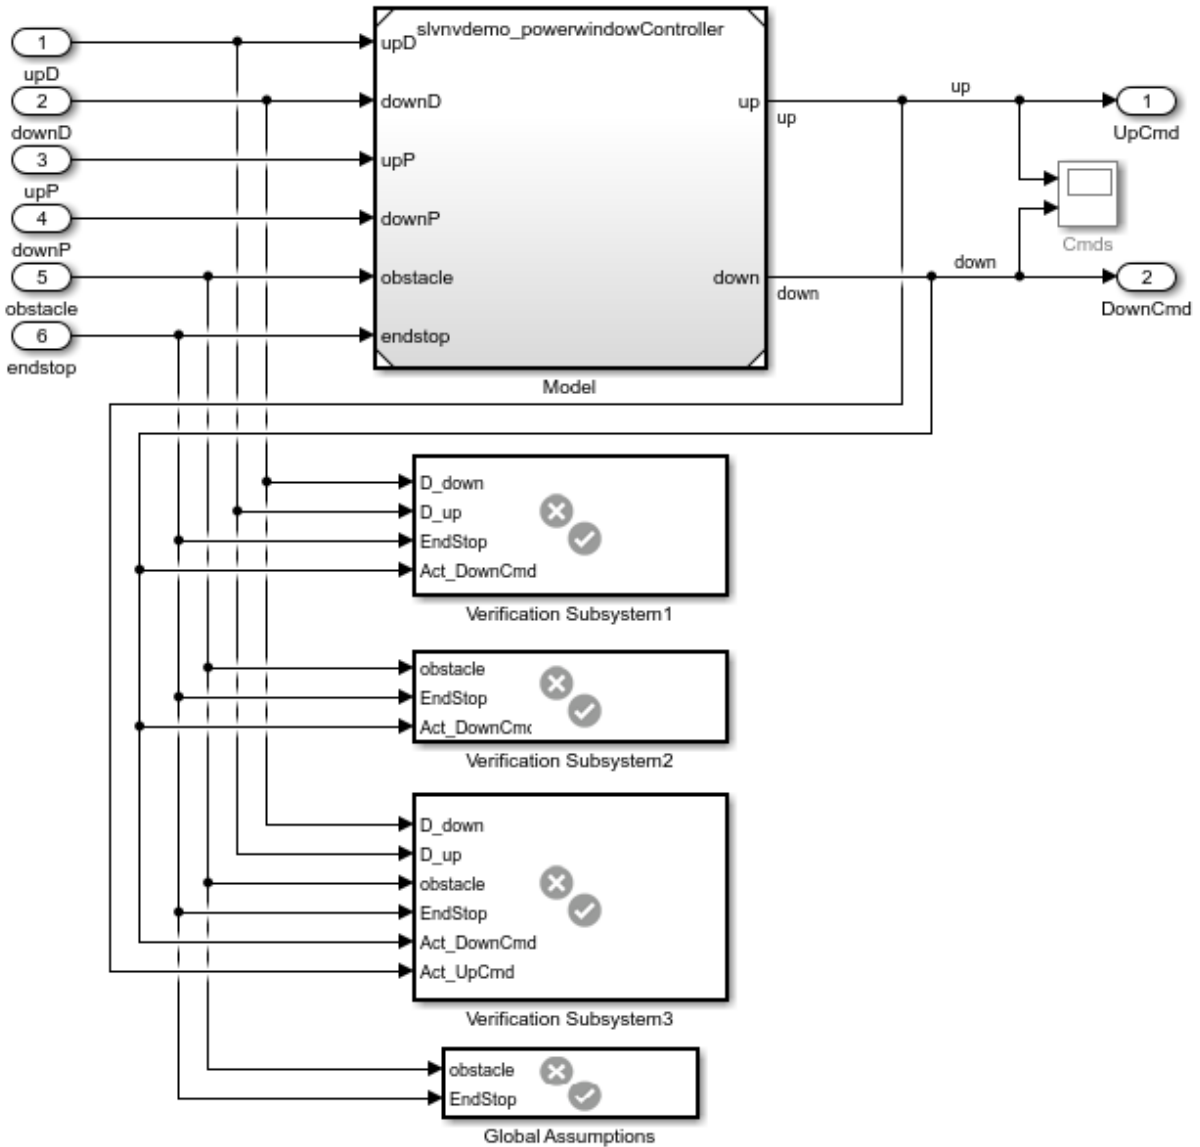 slvnvdemo_powerwindowController
1
upD
upD
2
downD
downD
up
up
up
1
UpCmd
3
upP
upP
4
downP
downP
Cmds
5
obstacle
obstacle
down
down
down
2
DownCmd
6
endstop
endstop
Model
D_down
D_up
EndStop
Act_DownCmd
Verification Subsystem1
obstacle
EndStop
Act_DownCmc
Verification Subsystem2
D_down
D_up
obstacle
EndStop
Act_DownCmd
Act_UpCmd
Verification Subsystem3
obstacle
EndStop
Global Assumptions